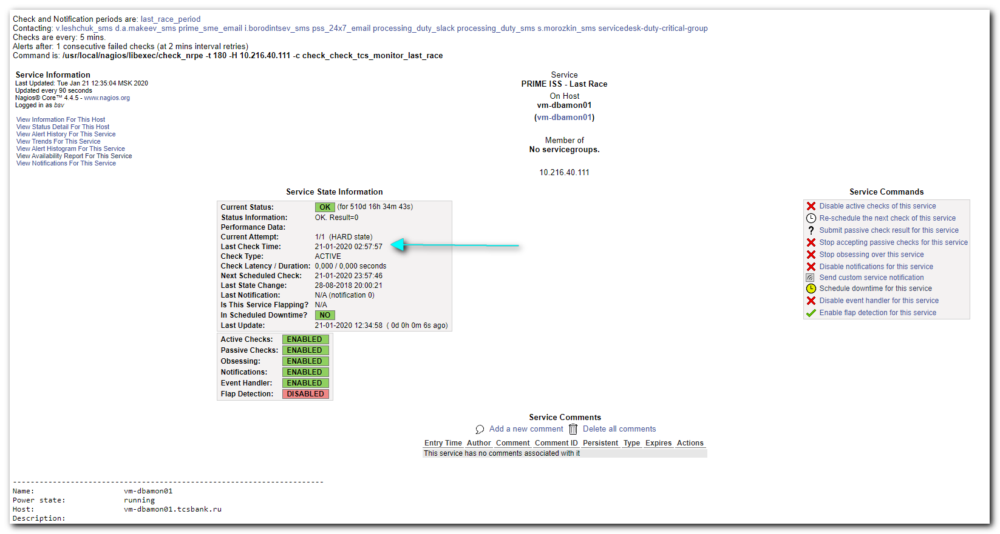 Check and Notification periods are: last_race_period
Contacting: v.leshchuk_sms d.a.makeev_sms prime_sme_email i.borodintsev_sms pss_24x7_email processing_duty_slack processing_duty_sms s.morozkin_sms servicedesk-duty-critical-group
Checks are every: 5 mins.
Alerts after: 1 consecutive failed checks (at 2 mins interval retries)
Command is: /usr/local/nagios/libexec/check_nrpe -t 180 -H 10.216.40.111 -c check_check_tcs_monitor_last_race
Service Information
Last Updated: Tue Jan 21 12:35:04 MSK 2020
Updated every 90 seconds
Nagios® Core™ 4.4.5 - www.nagios.org
Logged in as bsv
View Information For This Host
View Status Detail For This Host
View Alert History For This Service
View Trends For This Service
View Alert Histogram For This Service
View Availability Report For This Service
View Notifications For This Service
Service
PRIME ISS - Last Race
On Host
vm-dbamon01
(vm-dbamon01)
Member of
No servicegroups.
10.216.40.111
Service State Information
Current Status: OK (for 510d 16h 34m 43s)
Status Information: OK. Result=0
Performance Data:
Current Attempt: 1/1 (HARD state)
Last Check Time: 21-01-2020 02:57:57
Check Type: ACTIVE
Check Latency / Duration: 0,000 / 0,000 seconds
Next Scheduled Check: 21-01-2020 23:57:46
Last State Change: 28-08-2018 20:00:21
Last Notification: N/A (notification 0)
Is This Service Flapping? N/A
In Scheduled Downtime? NO
Last Update: 21-01-2020 12:34:58 ( 0d 0h 0m 6s ago)
Active Checks: ENABLED
Passive Checks: ENABLED
Obsessing: ENABLED
Notifications: ENABLED
Event Handler: ENABLED
Flap Detection: DISABLED
Service Commands
Disable active checks of this service
Re-schedule the next check of this service
Submit passive check result for this service
Stop accepting passive checks for this service
Stop obsessing over this service
Disable notifications for this service
Send custom service notification
Schedule downtime for this service
Disable event handler for this service
Enable flap detection for this service
Service Comments
Add a new comment Delete all comments
Entry Time Author Comment Comment ID Persistent Type Expires Actions
This service has no comments associated with it
----------------------------------------------------------------------
Name: vm-dbamon01
Power state: running
Host: vm-dbamon01.tcsbank.ru
Description: